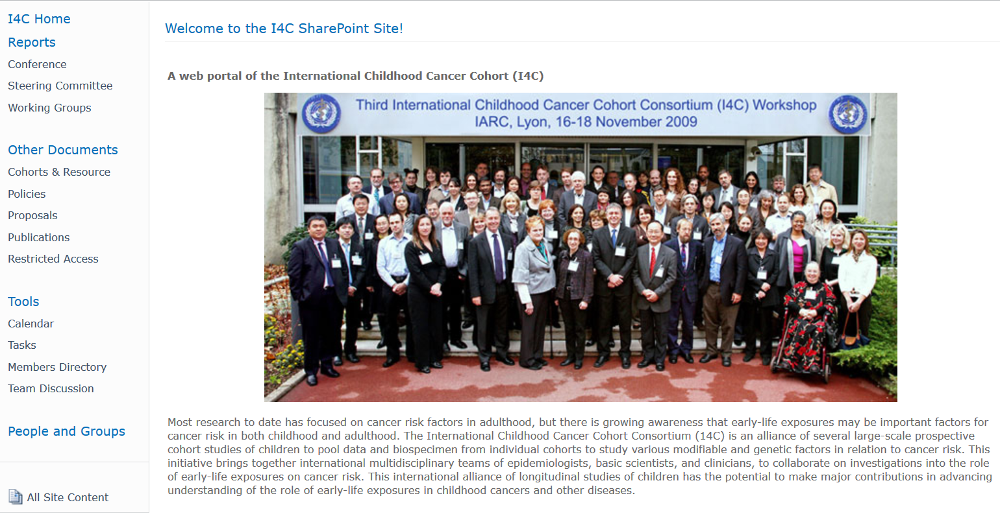 I4C Home
Reports
Conference
Steering Committee
Working Groups
Other Documents
Cohorts & Resource
Policies
Proposals
Publications
Restricted Access
Tools
Calendar
Tasks
Members Directory
Team Discussion
People and Groups
All Site Content
Welcome to the I4C SharePoint Site!
A web portal of the International Childhood Cancer Cohort (I4C)
Third International Childhood Cancer Cohort Consortium (I4C) Workshop
IARC, Lyon, 16-18 November 2009
Most research to date has focused on cancer risk factors in adulthood, but there is growing awareness that early-life exposures may be important factors for
cancer risk in both childhood and adulthood. The International Childhood Cancer Cohort Consortium (14C) is an alliance of several large-scale prospective
cohort studies of children to pool data and biospecimen from individual cohorts to study various modifiable and genetic factors in relation to cancer risk. This
initiative brings together international multidisciplinary teams of epidemiologists, basic scientists, and clinicians, to collaborate on investigations into the role
of early-life exposures on cancer risk. This international alliance of longitudinal studies of children has the potential to make major contributions in advancing
understanding of the role of early-life exposures in childhood cancers and other diseases.